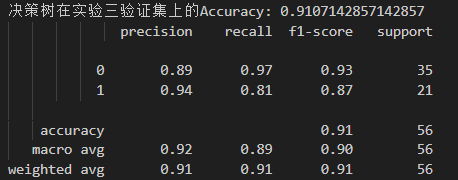 决策树在实验三验证集上的Accuracy: 0.9107142857142857
precision recall f1-score support
0 0.89 0.97 0.93 35
1 0.94 0.81 0.87 21
accuracy 0.91 56
macro avg 0.92 0.89 0.90 56
weighted avg 0.91 0.91 0.91 56